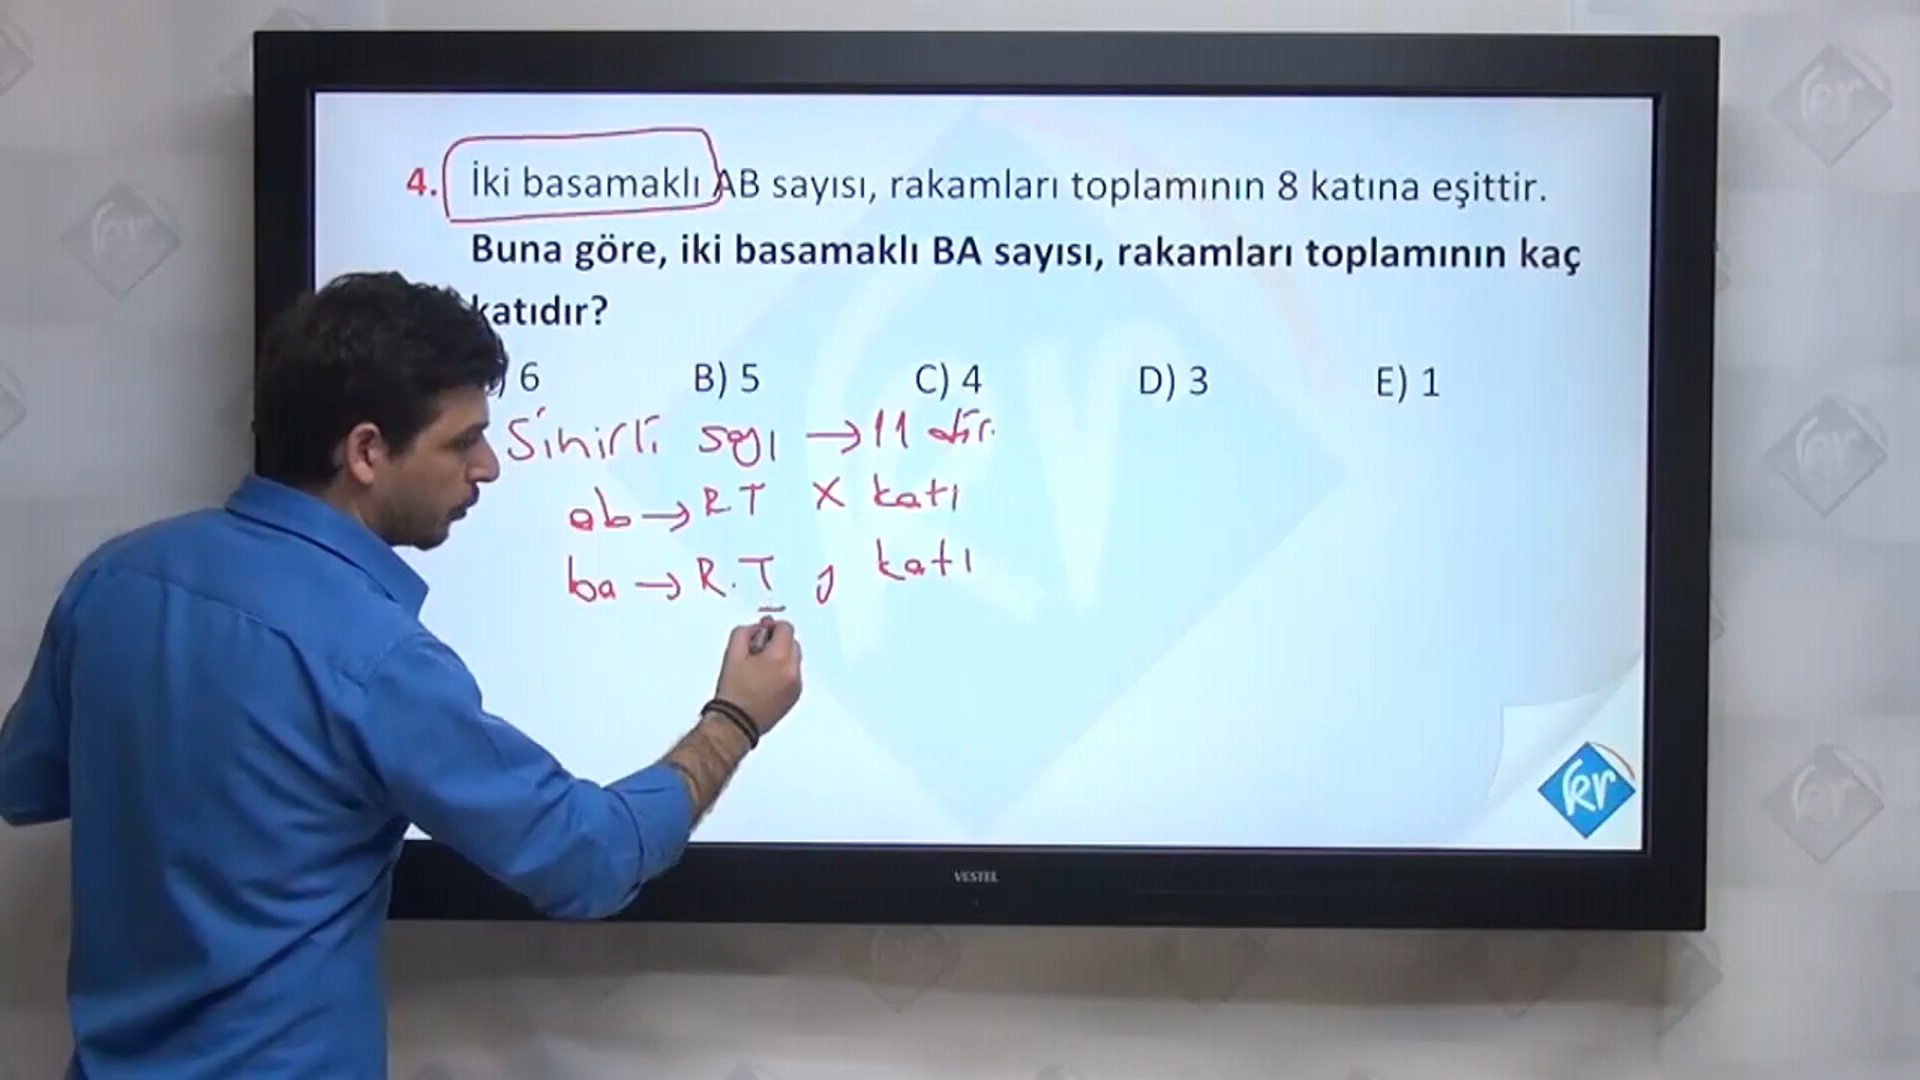 4. İki basamaklı AB sayısı, rakamları toplamının 8 katına eşittir.
Buna göre, iki basamaklı BA sayısı, rakamları toplamının kaç
katıdır?
) 6 B) 5 C) 4 D) 3 E) 1
Sihirli sayı → 11 dir.
ab → R.T x katı
ba → R.T y katı
kr
VESTEL